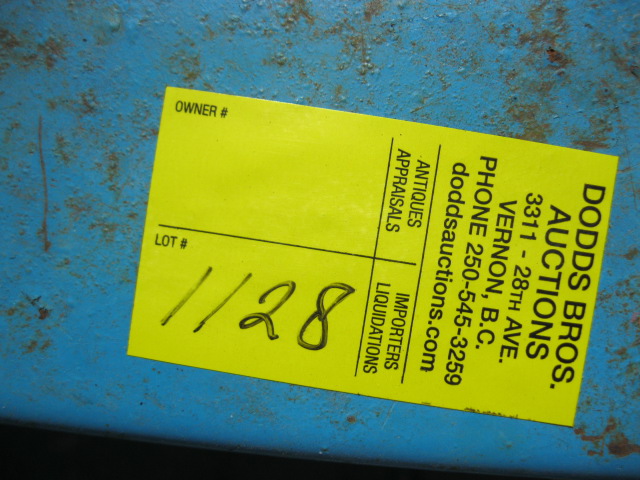 DODDS BROS.
AUCTIONS
3311 - 28TH AVE.
VERNON, B.C.
PHONE 250-545-3259
doddsauctions.com
ANTIQUES
APPRAISALS
IMPORTERS
LIQUIDATIONS
OWNER #
LOT #
1128